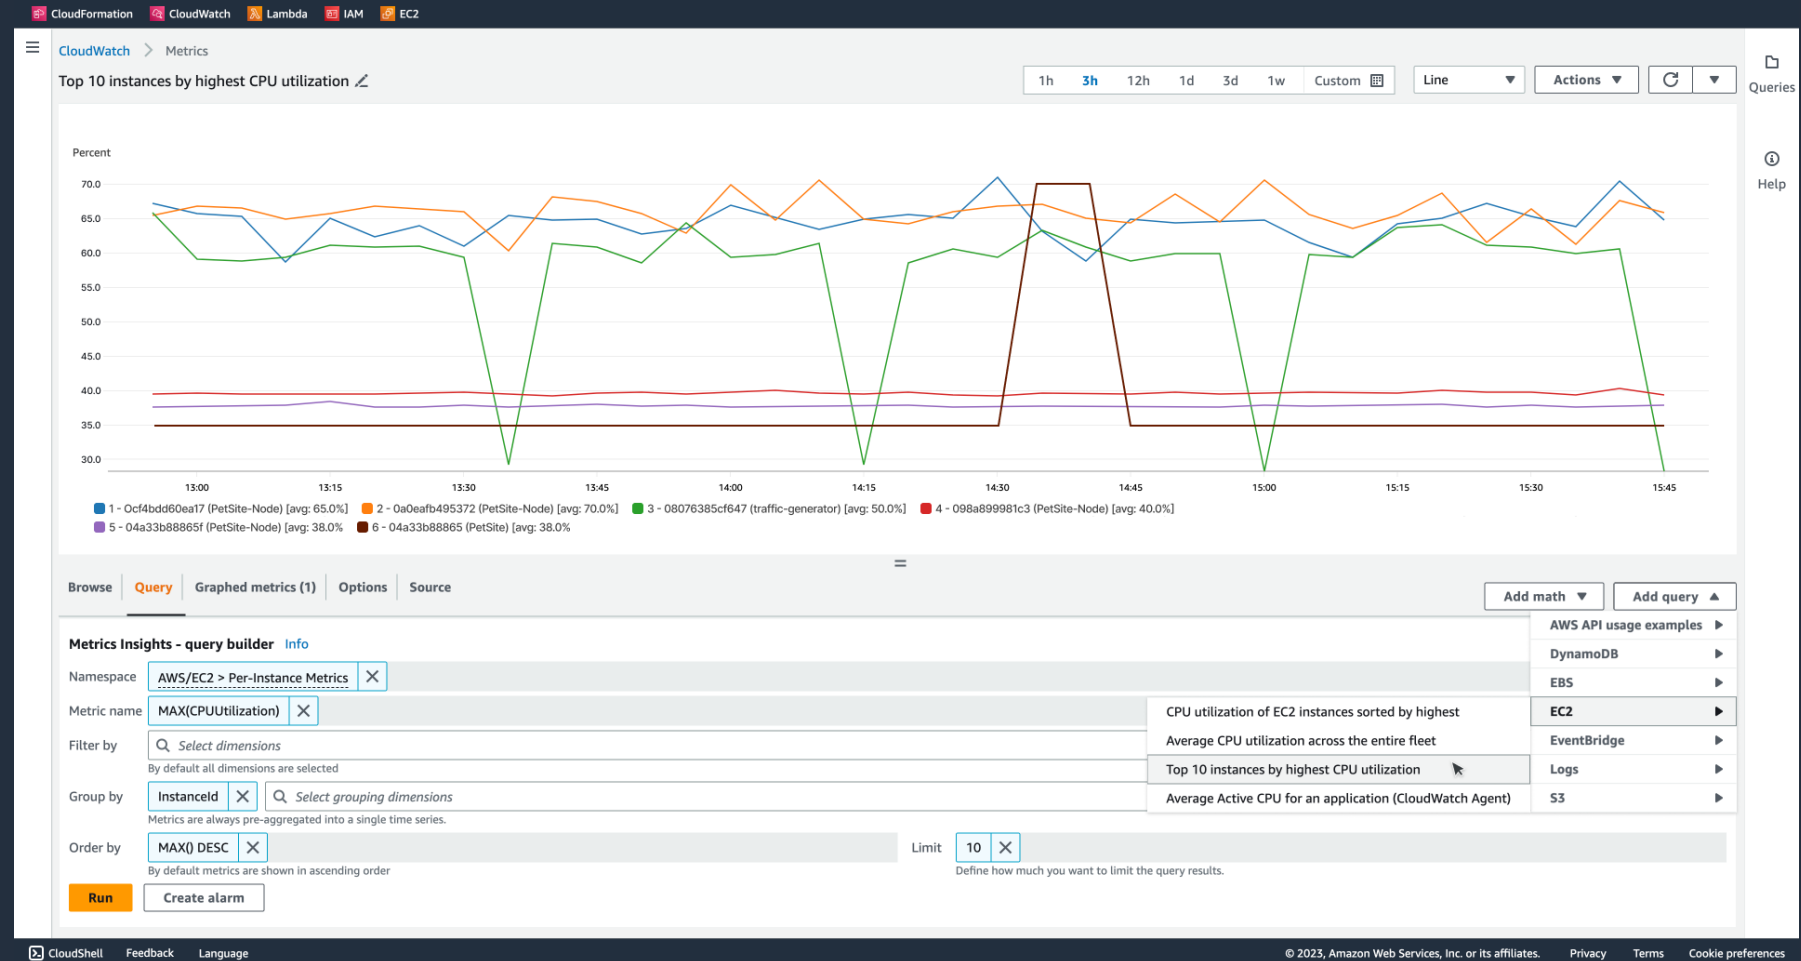 CloudFormation CloudWatch Lambda IAM EC2
CloudWatch Metrics
Top 10 instances by highest CPU utilization
1h 3h 12h 1d 3d 1w Custom Line Actions
Queries
Help
Percent
70.0
65.0
60.0
55.0
50.0
45.0
40.0
35.0
30.0
13:00 13:15 13:30 13:45 14:00 14:15 14:30 14:45 15:00 15:15 15:30 15:45
1 - 0cf4bdd60ea17 (PetSite-Node) [avg: 65.0%] 2 - 0a0eafb495372 (PetSite-Node) [avg: 70.0%] 3 - 08076385cf647 (traffic-generator) [avg: 50.0%] 4 - 098a899981c3 (PetSite-Node) [avg: 40.0%]
5 - 04a33b88865f (PetSite-Node) [avg: 38.0% 6 - 04a33b88865 (PetSite) [avg: 38.0%
Browse Query Graphed metrics (1) Options Source
Add math Add query
AWS API usage examples
DynamoDB
EBS
EC2
EventBridge
Logs
S3
CPU utilization of EC2 instances sorted by highest
Average CPU utilization across the entire fleet
Top 10 instances by highest CPU utilization
Average Active CPU for an application (CloudWatch Agent)
Metrics Insights - query builder Info
Namespace AWS/EC2 > Per-Instance Metrics
Metric name MAX(CPUUtilization)
Filter by Select dimensions
By default all dimensions are selected
Group by InstanceId Select grouping dimensions
Metrics are always pre-aggregated into a single time series.
Order by MAX() DESC Limit 10
By default metrics are shown in ascending order Define how much you want to limit the query results.
Run Create alarm
CloudShell Feedback Language © 2023, Amazon Web Services, Inc. or its affiliates. Privacy Terms Cookie preferences